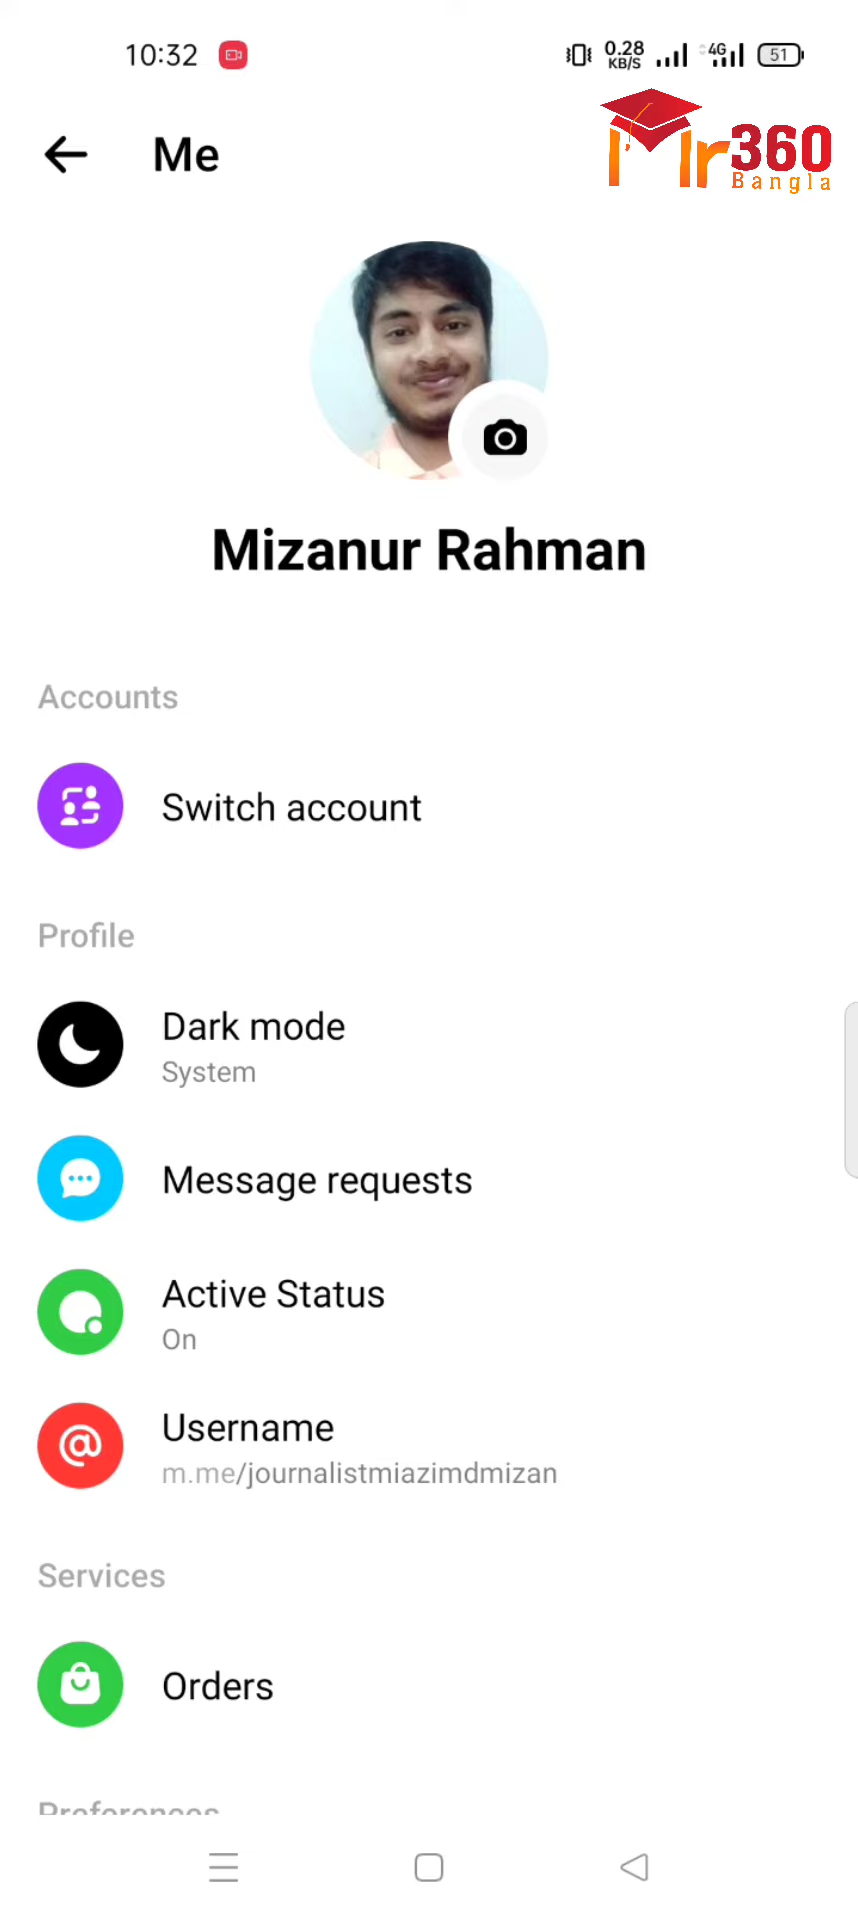 10:32
0.28
KB/S
4G
51
Me
Mr360
Bangla
Mizanur Rahman
Accounts
Switch account
Profile
Dark mode
System
Message requests
Active Status
On
Username
m.me/journalistmiazimdmizan
Services
Orders
Preferences